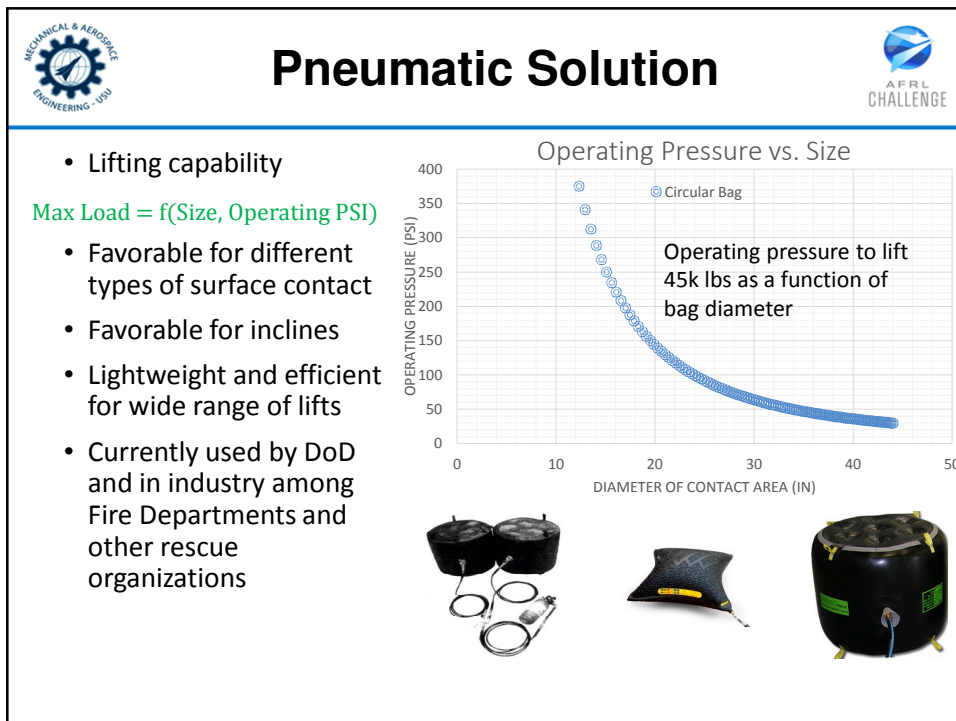 MECHANICAL & AEROSPACE
ENGINEERING - USU
Pneumatic Solution
AFRL
CHALLENGE
• Lifting capability
Max Load = f(Size, Operating PSI)
• Favorable for different
types of surface contact
• Favorable for inclines
• Lightweight and efficient
for wide range of lifts
• Currently used by DoD
and in industry among
Fire Departments and
other rescue
organizations
Operating Pressure vs. Size
Circular Bag
Operating pressure to lift
45k lbs as a function of
bag diameter
OPERATING PRESSURE (PSI)
400
350
300
250
200
150
100
50
0
0 10 20 30 40 50
DIAMETER OF CONTACT AREA (IN)